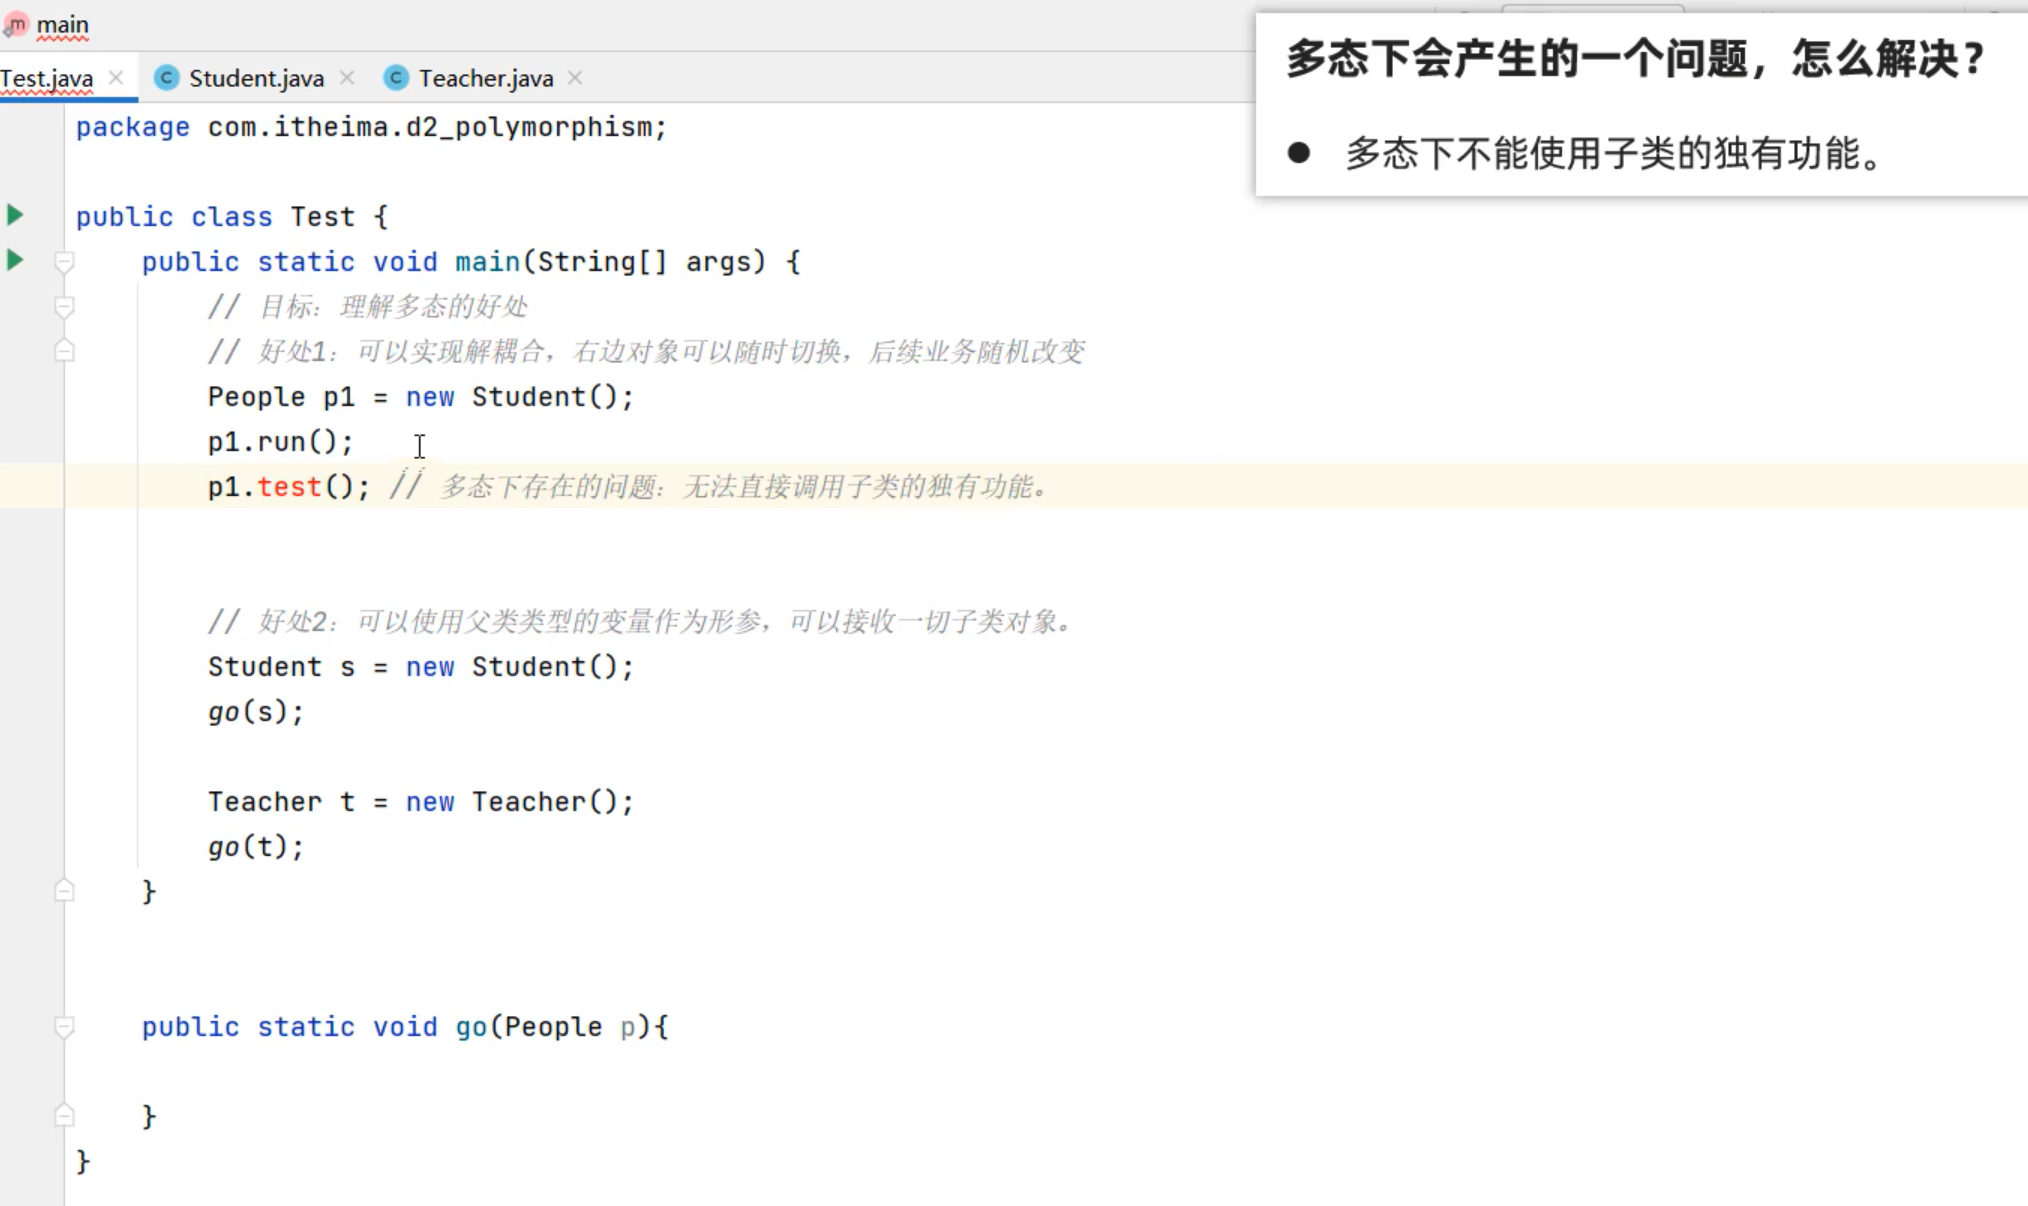 main
Test.java
Student.java
Teacher.java
多态下会产生的一个问题，怎么解决？
● 多态下不能使用子类的独有功能。
package com.itheima.d2_polymorphism;
public class Test {
public static void main(String[] args) {
// 目标：理解多态的好处
// 好处1：可以实现解耦合，右边对象可以随时切换，后续业务随机改变
People p1 = new Student();
p1.run();
p1.test(); // 多态下存在的问题：无法直接调用子类的独有功能。
// 好处2：可以使用父类类型的变量作为形参，可以接收一切子类对象。
Student s = new Student();
go(s);
Teacher t = new Teacher();
go(t);
}
public static void go(People p){
}
}